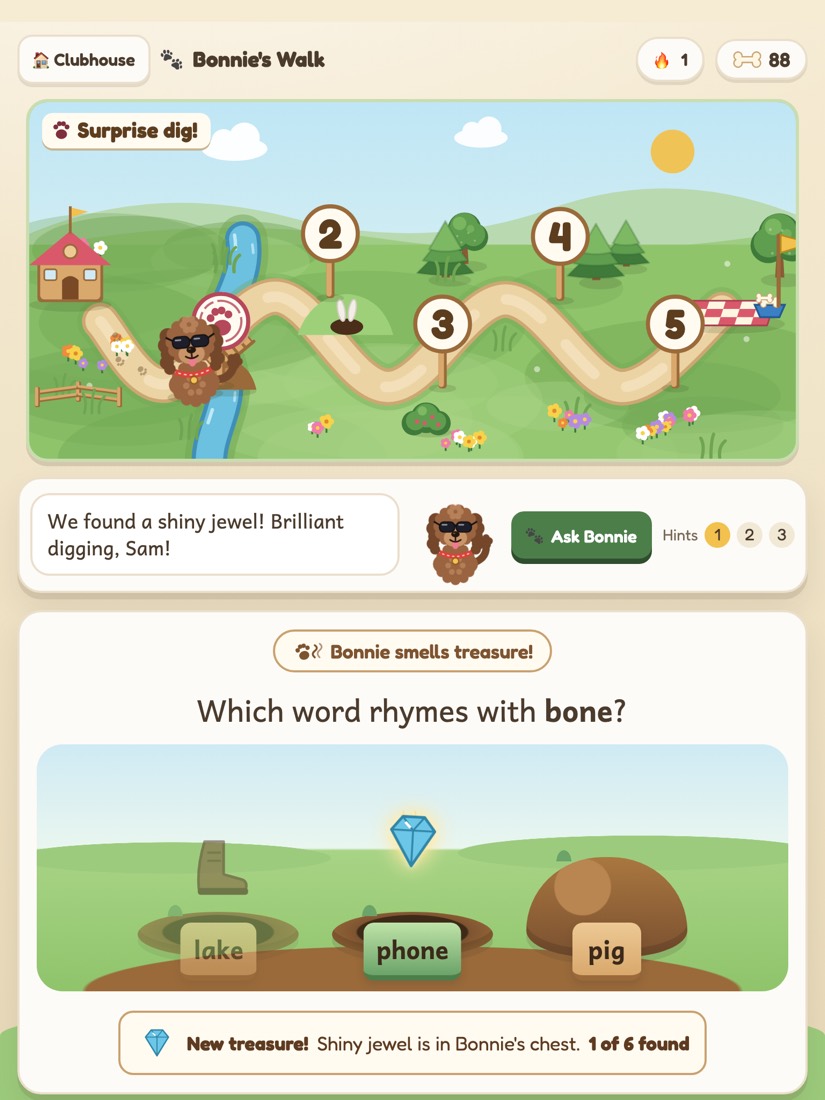 Clubhouse
Bonnie's Walk
1
88
Surprise dig!
2
4
3
5
We found a shiny jewel! Brilliant
digging, Sam!
Ask Bonnie
Hints 1 2 3
Bonnie smells treasure!
Which word rhymes with bone?
lake
phone
pig
New treasure! Shiny jewel is in Bonnie's chest. 1 of 6 found